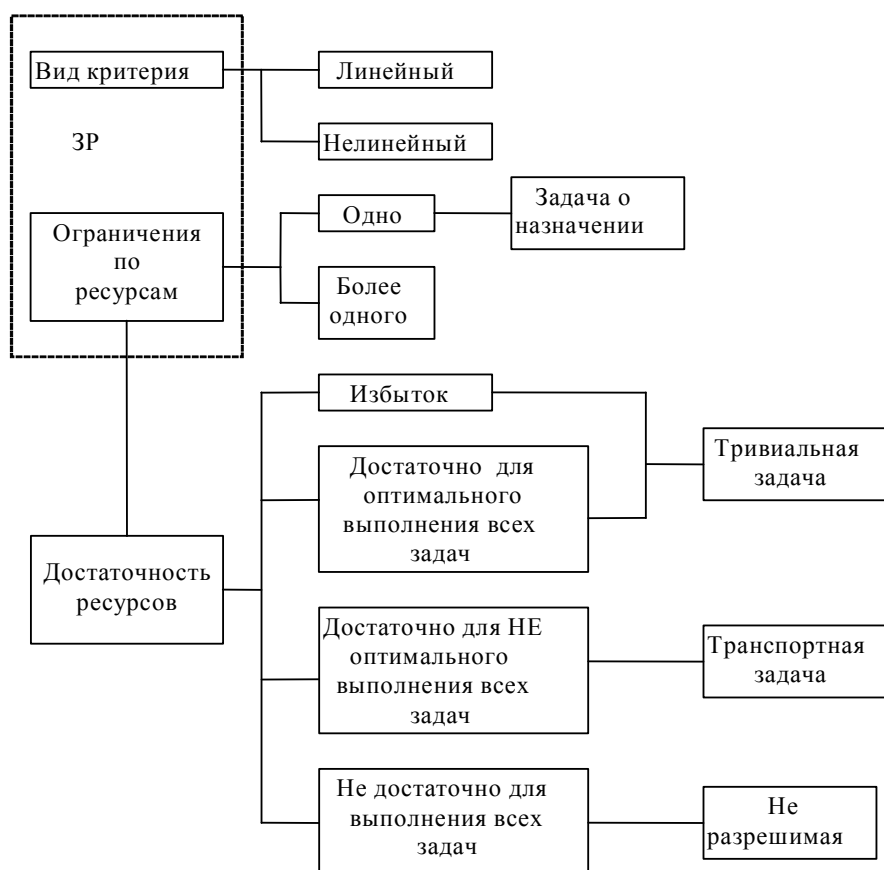 Вид критерия
Линейный
ЗР
Нелинейный
Ограничения
по
ресурсам
Одно
Задача о
назначении
Более
одного
Избыток
Достаточно для
оптимального
выполнения всех
задач
Тривиальная
задача
Достаточность
ресурсов
Достаточно для НЕ
оптимального
выполнения всех
задач
Транспортная
задача
Не достаточно для
выполнения всех
задач
Не
разрешимая